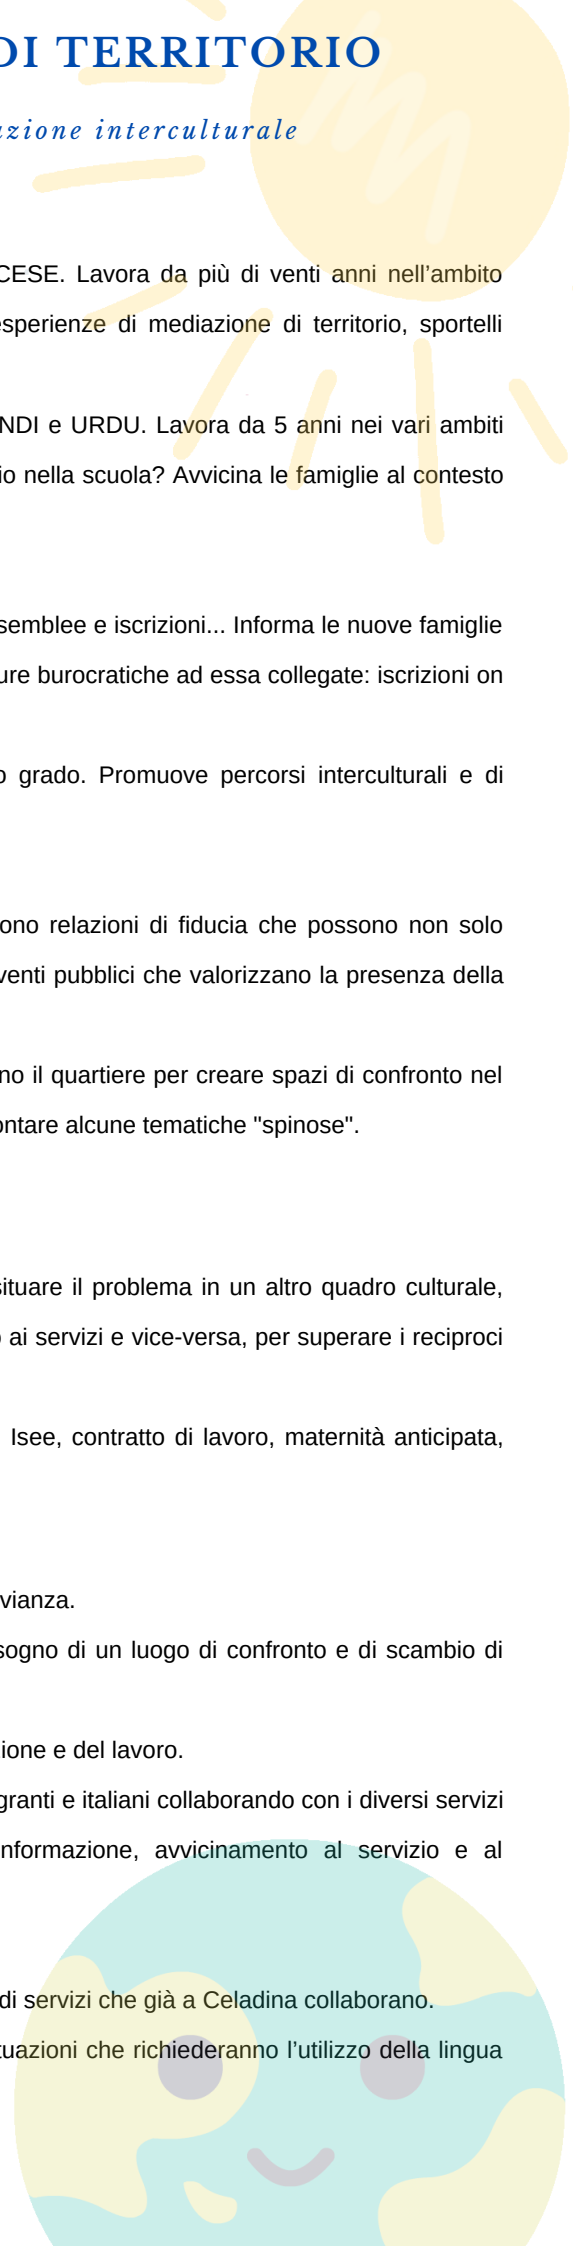 DI TERRITORIO
azione interculturale
CESE. Lavora da più di venti anni nell'ambito
esperienze di mediazione di territorio, sportelli
NDI e URDU. Lavora da 5 anni nei vari ambiti
io nella scuola? Avvicina le famiglie al contesto
semblee e iscrizioni... Informa le nuove famiglie
ure burocratiche ad essa collegate: iscrizioni on
o grado. Promuove percorsi interculturali e di
ono relazioni di fiducia che possono non solo
venti pubblici che valorizzano la presenza della
no il quartiere per creare spazi di confronto nel
ontare alcune tematiche "spinose".
situare il problema in un altro quadro culturale,
o ai servizi e vice-versa, per superare i reciproci
Isee, contratto di lavoro, maternità anticipata,
vianza.
sogno di un luogo di confronto e di scambio di
zione e del lavoro.
granti e italiani collaborando con i diversi servizi
nformazione, avvicinamento al servizio e al
di servizi che già a Celadina collaborano.
tuazioni che richiederanno l'utilizzo della lingua